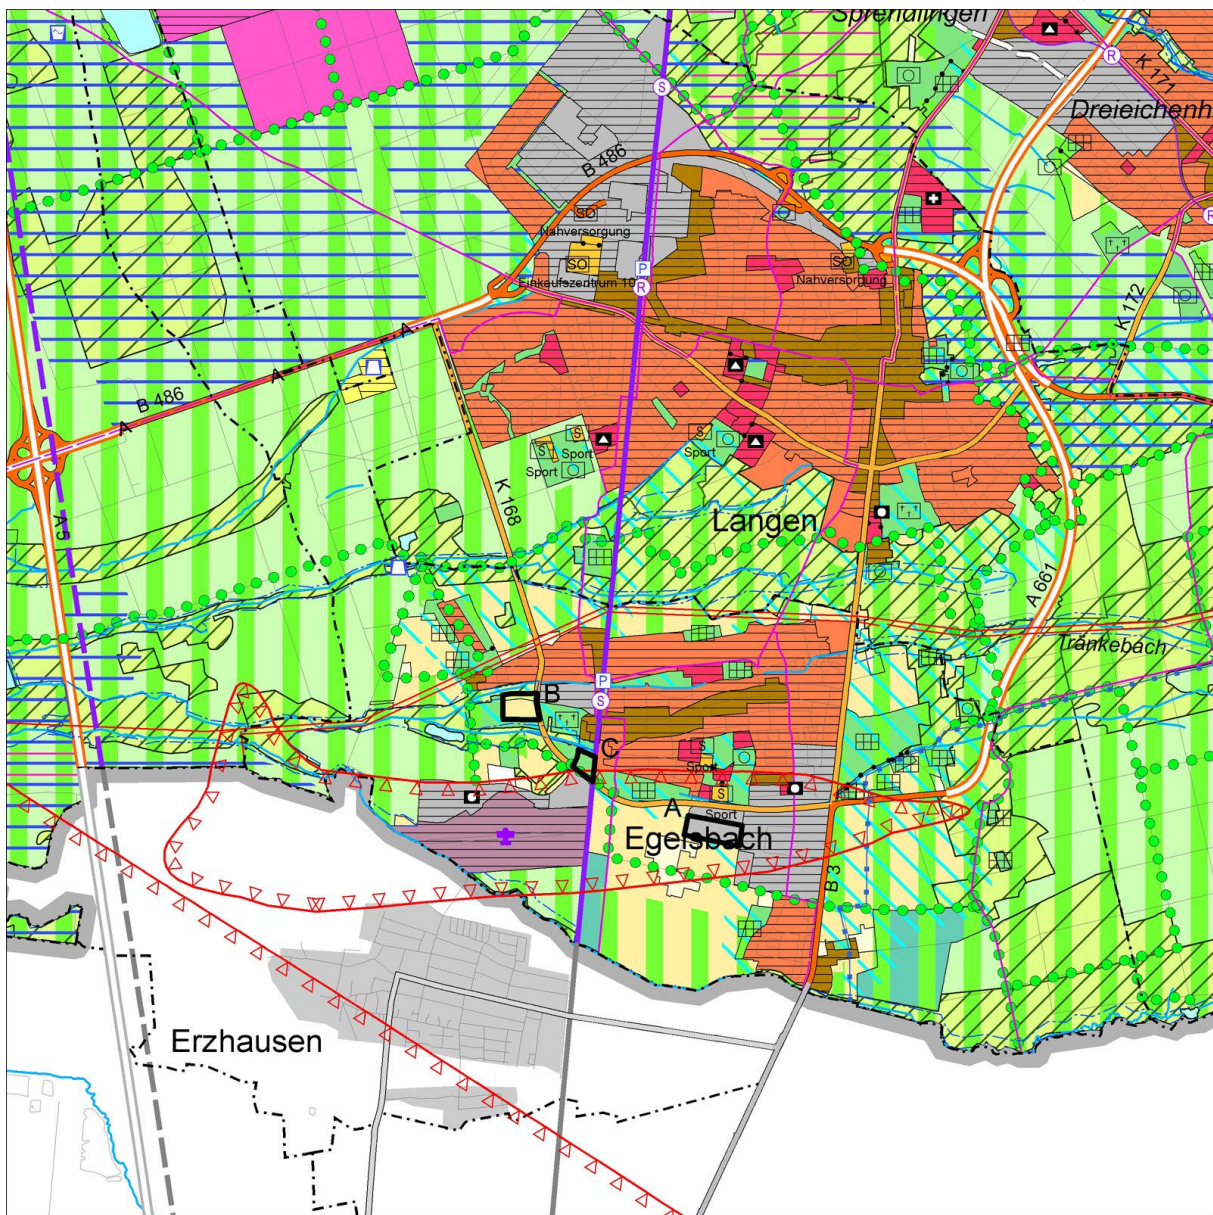 Sprendlingen
K 171
R
Dreieichenh
S
B 486
SO
Nahversorgung
SO
Einkaufszentrum 10
P
R
SO
Nahversorgung
R
K 172
A
B 486
A
A
S
Sport
S
Sport
S
Sport
K 168
A 5
Langen
A 661
Tränkebach
P
S
B
C
S
Sport
S
A
Sport
Egelsbach
B 3
Erzhausen